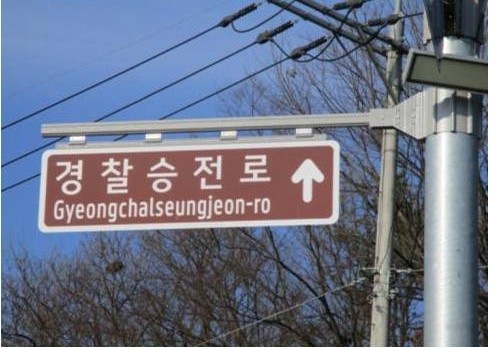 경찰승전로
Gyeongchalseungjeon-ro